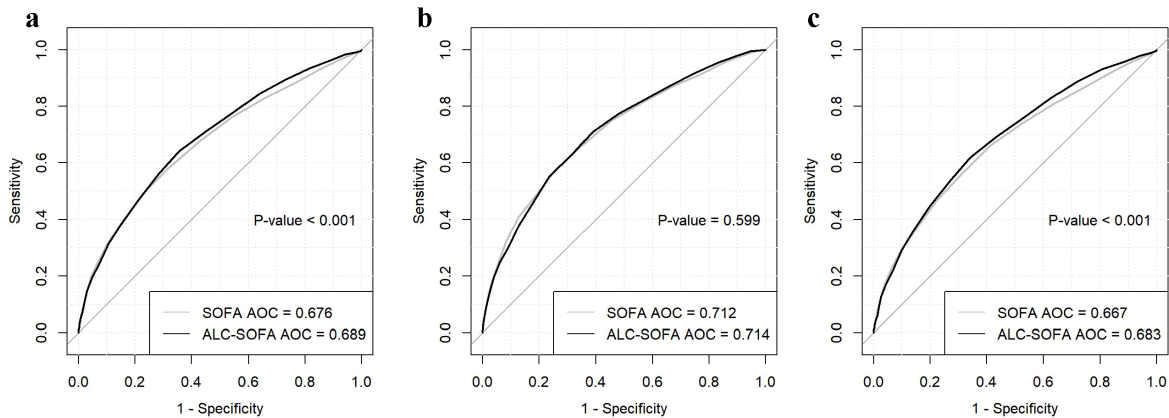 a
1.0
0.8
0.6
0.4
0.2
0.0
Sensitivity
P-value < 0.001
SOFA AOC = 0.676
ALC-SOFA AOC = 0.689
0.0 0.2 0.4 0.6 0.8 1.0
1 - Specificity
b
1.0
0.8
0.6
0.4
0.2
0.0
Sensitivity
P-value = 0.599
SOFA AOC = 0.712
ALC-SOFA AOC = 0.714
0.0 0.2 0.4 0.6 0.8 1.0
1 - Specificity
c
1.0
0.8
0.6
0.4
0.2
0.0
Sensitivity
P-value < 0.001
SOFA AOC = 0.667
ALC-SOFA AOC = 0.683
0.0 0.2 0.4 0.6 0.8 1.0
1 - Specificity